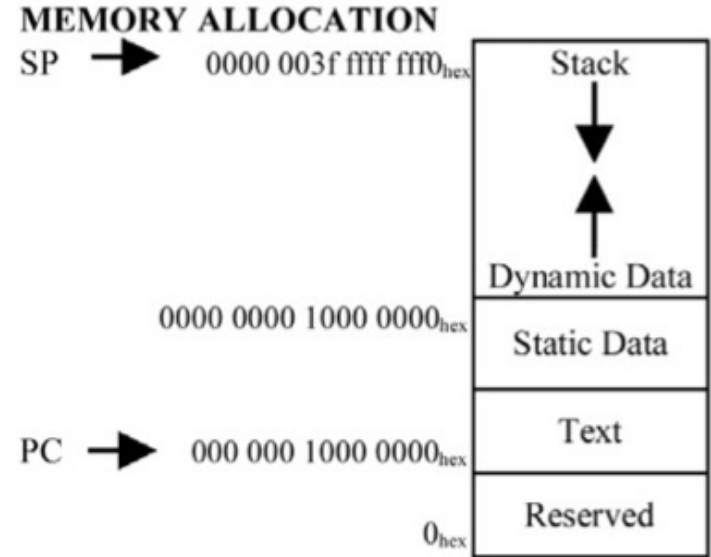 MEMORY ALLOCATION
SP 0000 003f ffff fff0hex Stack
Dynamic Data
0000 0000 1000 0000hex
Static Data
Text
PC 000 000 1000 0000hex
Reserved
0hex